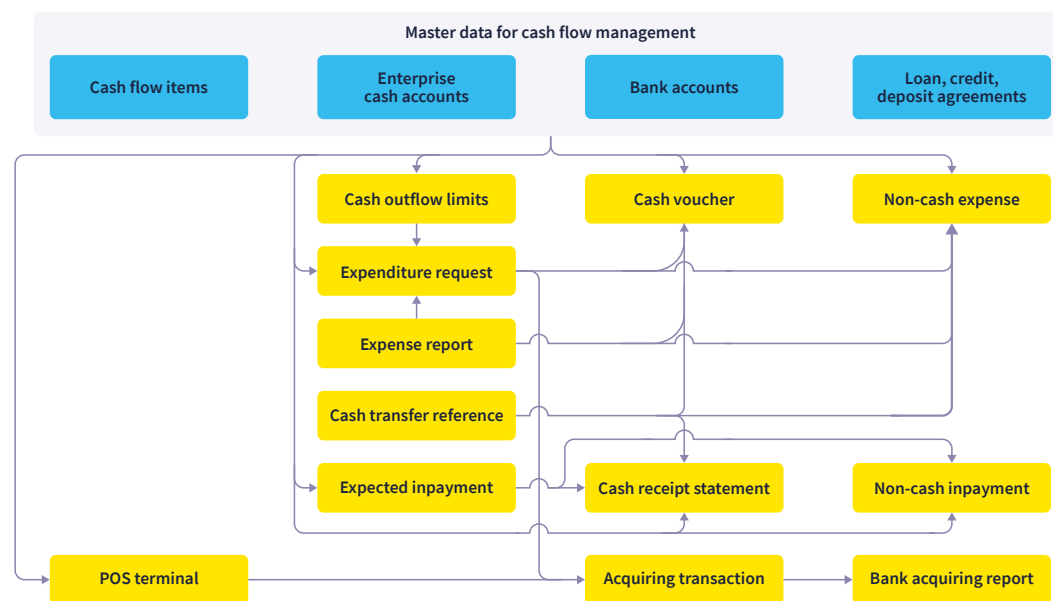 Master data for cash flow management
Cash flow items
Enterprise
cash accounts
Bank accounts
Loan, credit,
deposit agreements
Cash outflow limits
Cash voucher
Non-cash expense
Expenditure request
Expense report
Cash transfer reference
Expected inpayment
Cash receipt statement
Non-cash inpayment
POS terminal
Acquiring transaction
Bank acquiring report